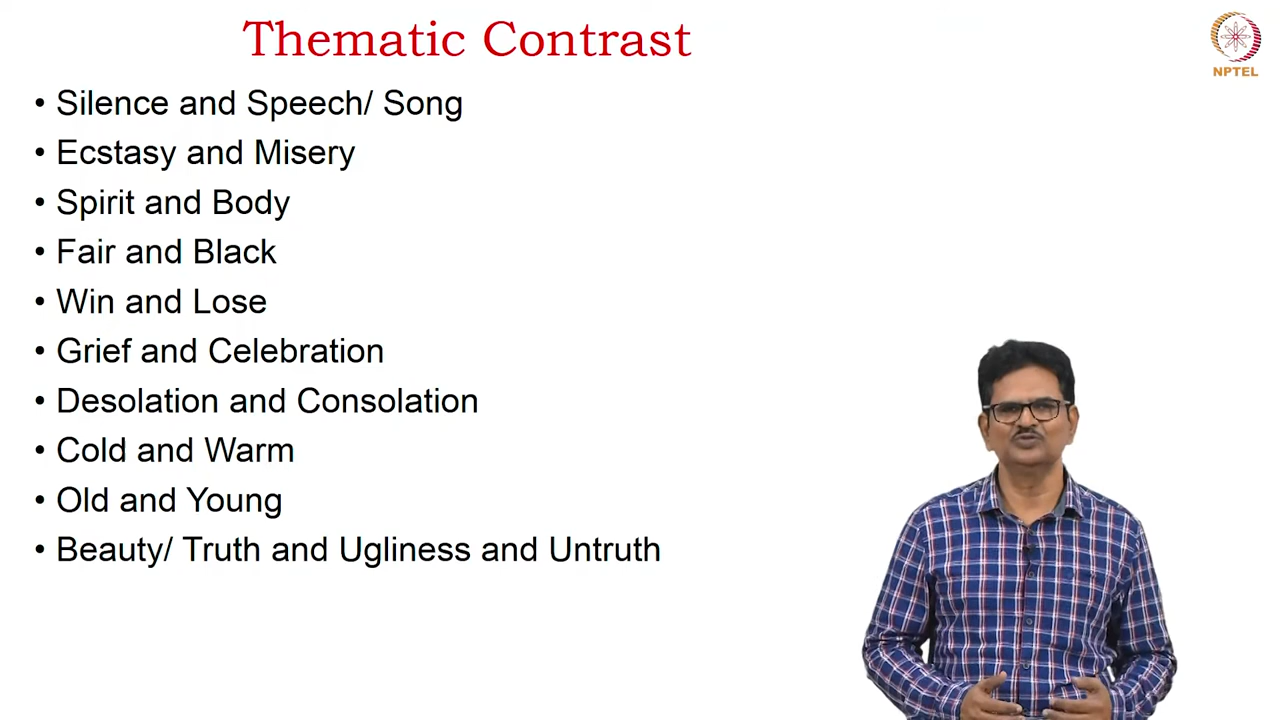 Thematic Contrast
NPTEL
• Silence and Speech/ Song
• Ecstasy and Misery
• Spirit and Body
• Fair and Black
• Win and Lose
• Grief and Celebration
• Desolation and Consolation
• Cold and Warm
• Old and Young
• Beauty/ Truth and Ugliness and Untruth